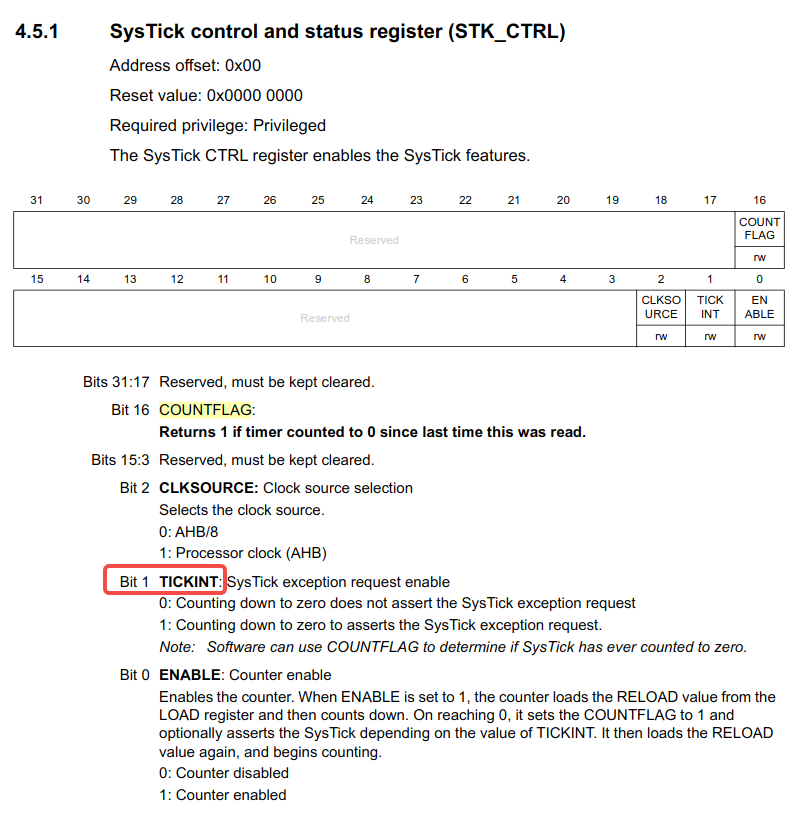 4.5.1 SysTick control and status register (STK_CTRL)
Address offset: 0x00
Reset value: 0x0000 0000
Required privilege: Privileged
The SysTick CTRL register enables the SysTick features.
31 30 29 28 27 26 25 24 23 22 21 20 19 18 17 16
Reserved
COUNT
FLAG
rw
15 14 13 12 11 10 9 8 7 6 5 4 3 2 1 0
Reserved
CLKSO
URCE
TICK
INT
EN
ABLE
rw rw rw
Bits 31:17 Reserved, must be kept cleared.
Bit 16 COUNTFLAG:
Returns 1 if timer counted to 0 since last time this was read.
Bits 15:3 Reserved, must be kept cleared.
Bit 2 CLKSOURCE: Clock source selection
Selects the clock source.
0: AHB/8
1: Processor clock (AHB)
Bit 1 TICKINT: SysTick exception request enable
0: Counting down to zero does not assert the SysTick exception request
1: Counting down to zero to asserts the SysTick exception request.
Note: Software can use COUNTFLAG to determine if SysTick has ever counted to zero.
Bit 0 ENABLE: Counter enable
Enables the counter. When ENABLE is set to 1, the counter loads the RELOAD value from the
LOAD register and then counts down. On reaching 0, it sets the COUNTFLAG to 1 and
optionally asserts the SysTick depending on the value of TICKINT. It then loads the RELOAD
value again, and begins counting.
0: Counter disabled
1: Counter enabled